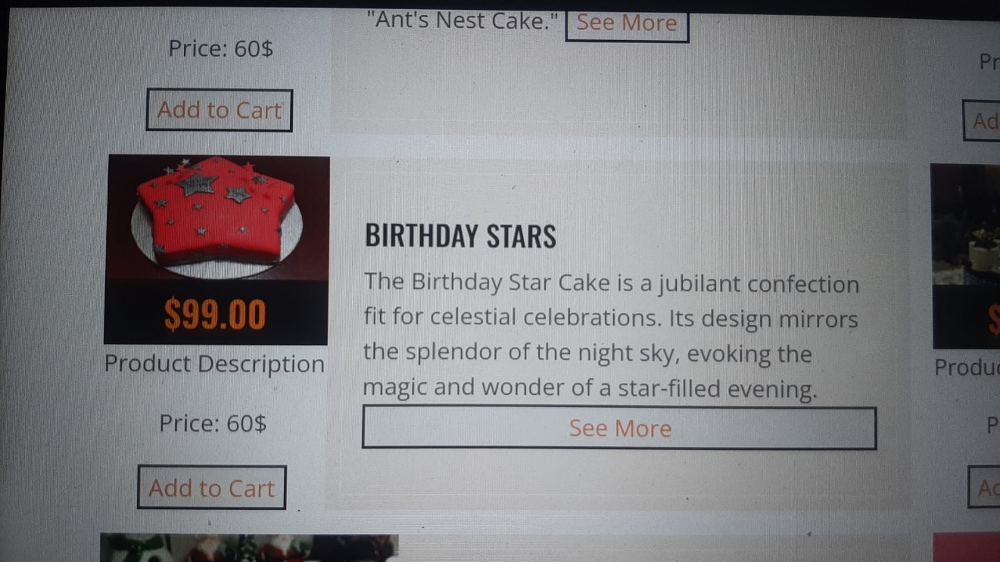 "Ant's Nest Cake."
See More
Price: 60$
Add to Cart
$99.00
Product Description
Price: 60$
Add to Cart
BIRTHDAY STARS
The Birthday Star Cake is a jubilant confection
fit for celestial celebrations. Its design mirrors
the splendor of the night sky, evoking the
magic and wonder of a star-filled evening.
See More
Pr
Ad
$
Produc
P
Ad